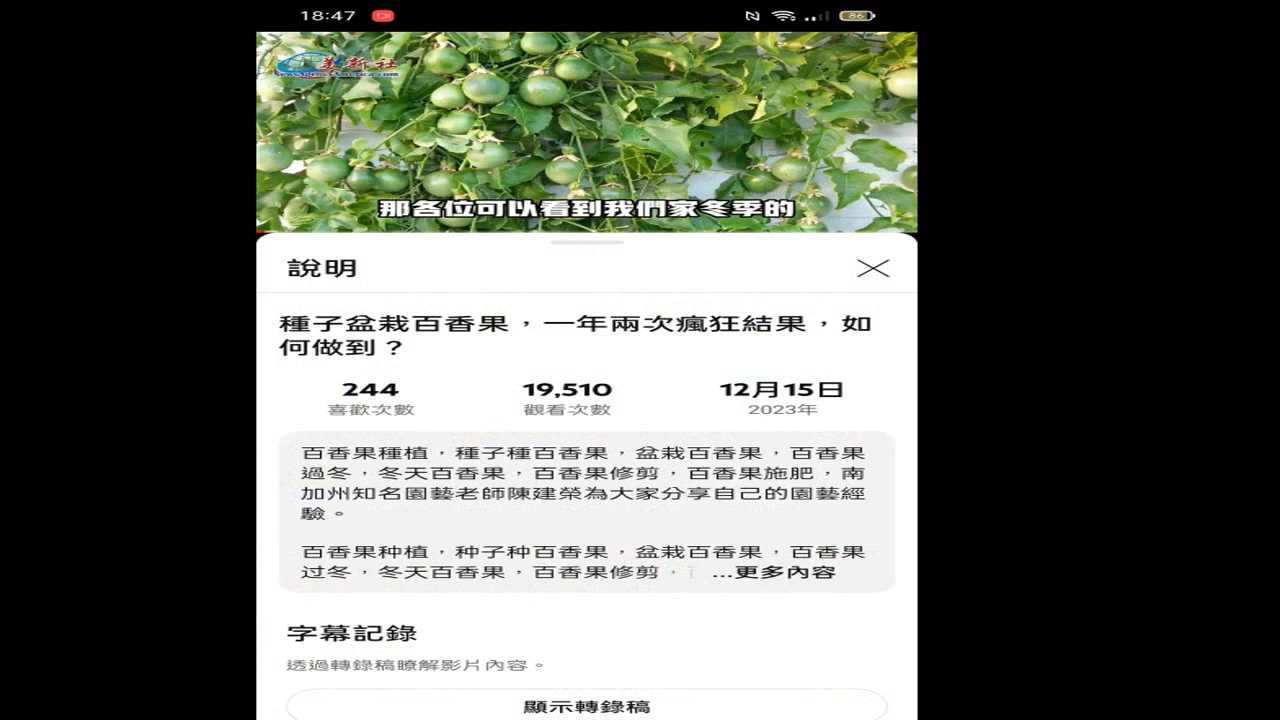 18:47
86
美新社
那各位可以看到我們家冬季的
說明
種子盆栽百香果，一年兩次瘋狂結果，如
何做到？
244
19,510
12月15日
喜歡次數
觀看次數
2023年
百香果種植，種子種百香果，盆栽百香果，百香果
過冬，冬天百香果，百香果修剪，百香果施肥，南
加州知名園藝老師陳建榮為大家分享自己的園藝經
驗。
百香果种植，种子种百香果，盆栽百香果，百香果
过冬，冬天百香果，百香果修剪，
...更多內容
字幕記錄
透過轉錄稿瞭解影片內容。
顯示轉錄稿